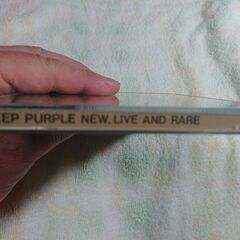 EEP PURPLE NEW, LIVE AND RARE